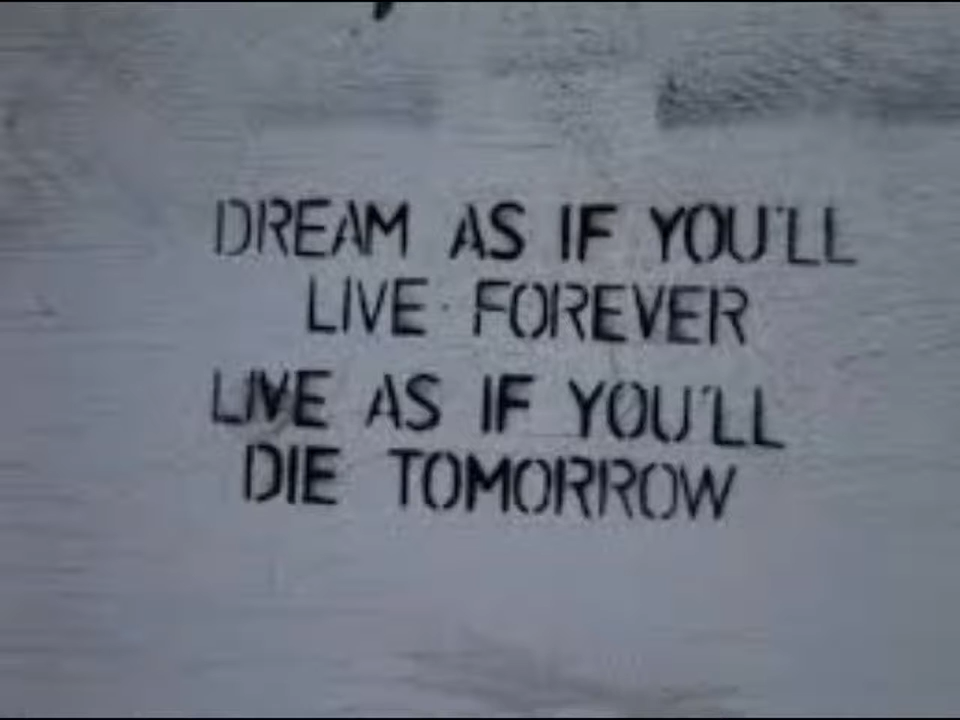 DREAM AS IF YOU'LL
LIVE FOREVER
LIVE AS IF YOU'LL
DIE TOMORROW